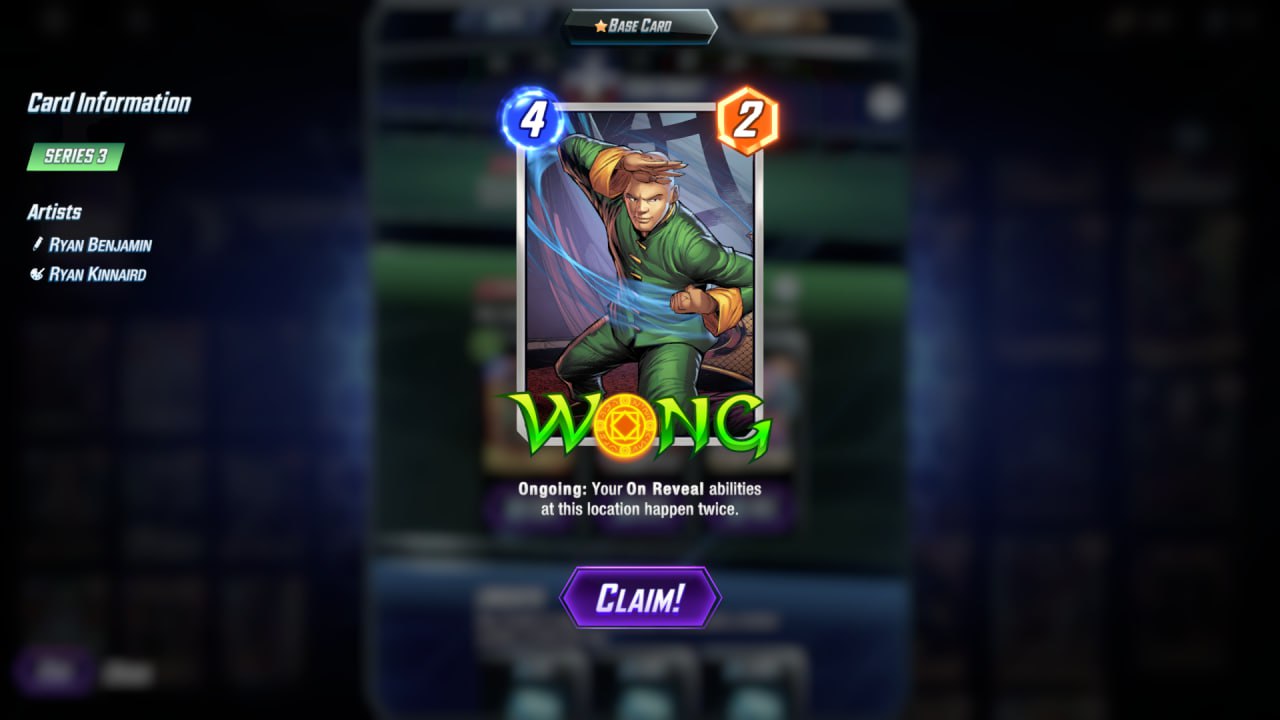 BASE CARD
Card Information
SERIES 3
Artists
RYAN BENJAMIN
RYAN KINNAIRD
4
2
WONG
Ongoing: Your On Reveal abilities
at this location happen twice.
CLAIM!